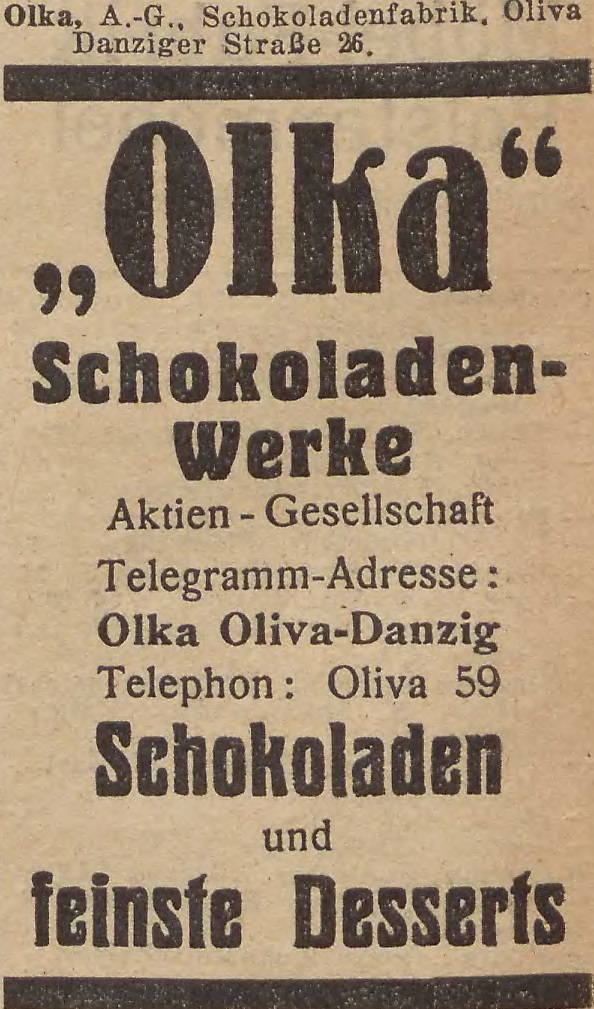 Olka, A.-G., Schokoladenfabrik, Oliva
Danziger Straße 26.
„Olka“
Schokoladen-
Werke
Aktien - Gesellschaft
Telegramm-Adresse:
Olka Oliva-Danzig
Telephon: Oliva 59
Schokoladen
und
feinste Desserts